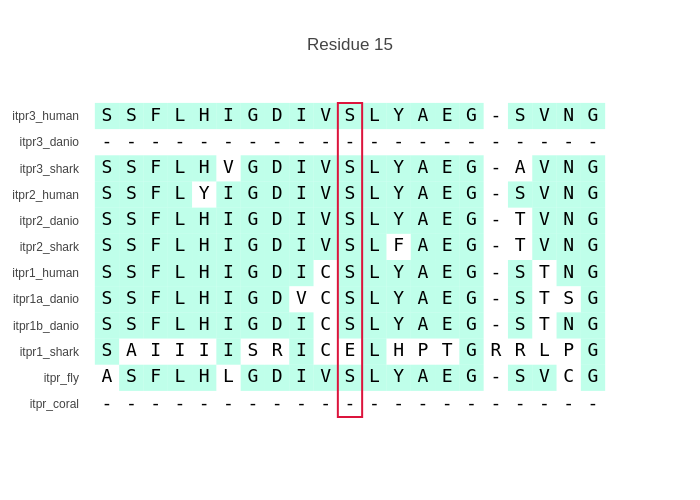 Residue 15
itpr3_human S S F L H I G D I V S L Y A E G - S V N G
itpr3_danio - - - - - - - - - - - - - - - - - - - - -
itpr3_shark S S F L H V G D I V S L Y A E G - A V N G
itpr2_human S S F L Y I G D I V S L Y A E G - S V N G
itpr2_danio S S F L H I G D I V S L Y A E G - T V N G
itpr2_shark S S F L H I G D I V S L F A E G - T V N G
itpr1_human S S F L H I G D I C S L Y A E G - S T N G
itpr1a_danio S S F L H I G D V C S L Y A E G - S T S G
itpr1b_danio S S F L H I G D I C S L Y A E G - S T N G
itpr1_shark S A I I I I S R I C E L H P T G R R L P G
itpr_fly A S F L H L G D I V S L Y A E G - S V C G
itpr_coral - - - - - - - - - - - - - - - - - - - - -